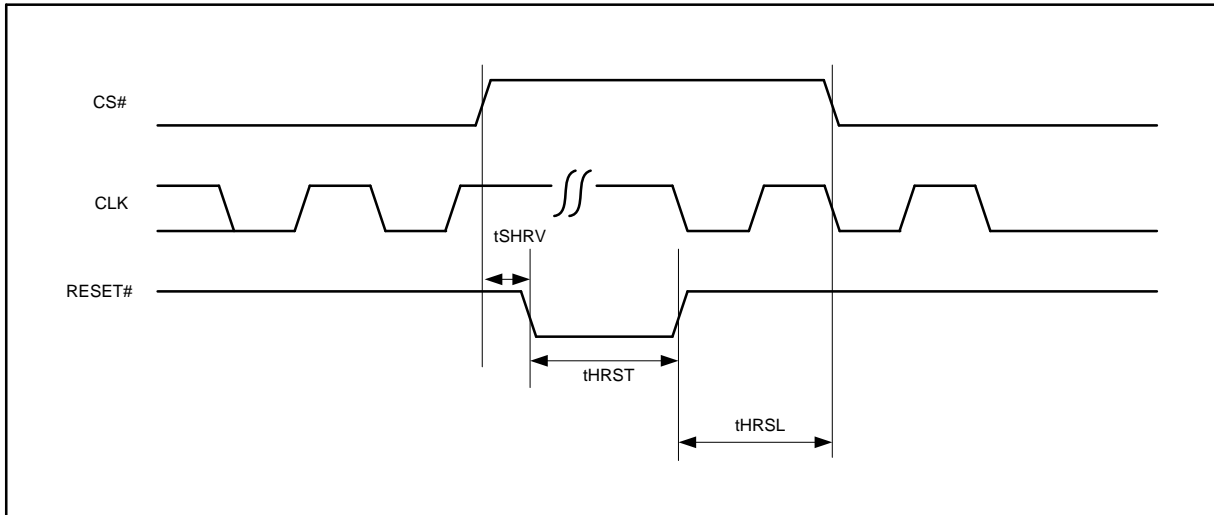 CS#
CLK
tSHRV
RESET#
tHRST
tHRSL